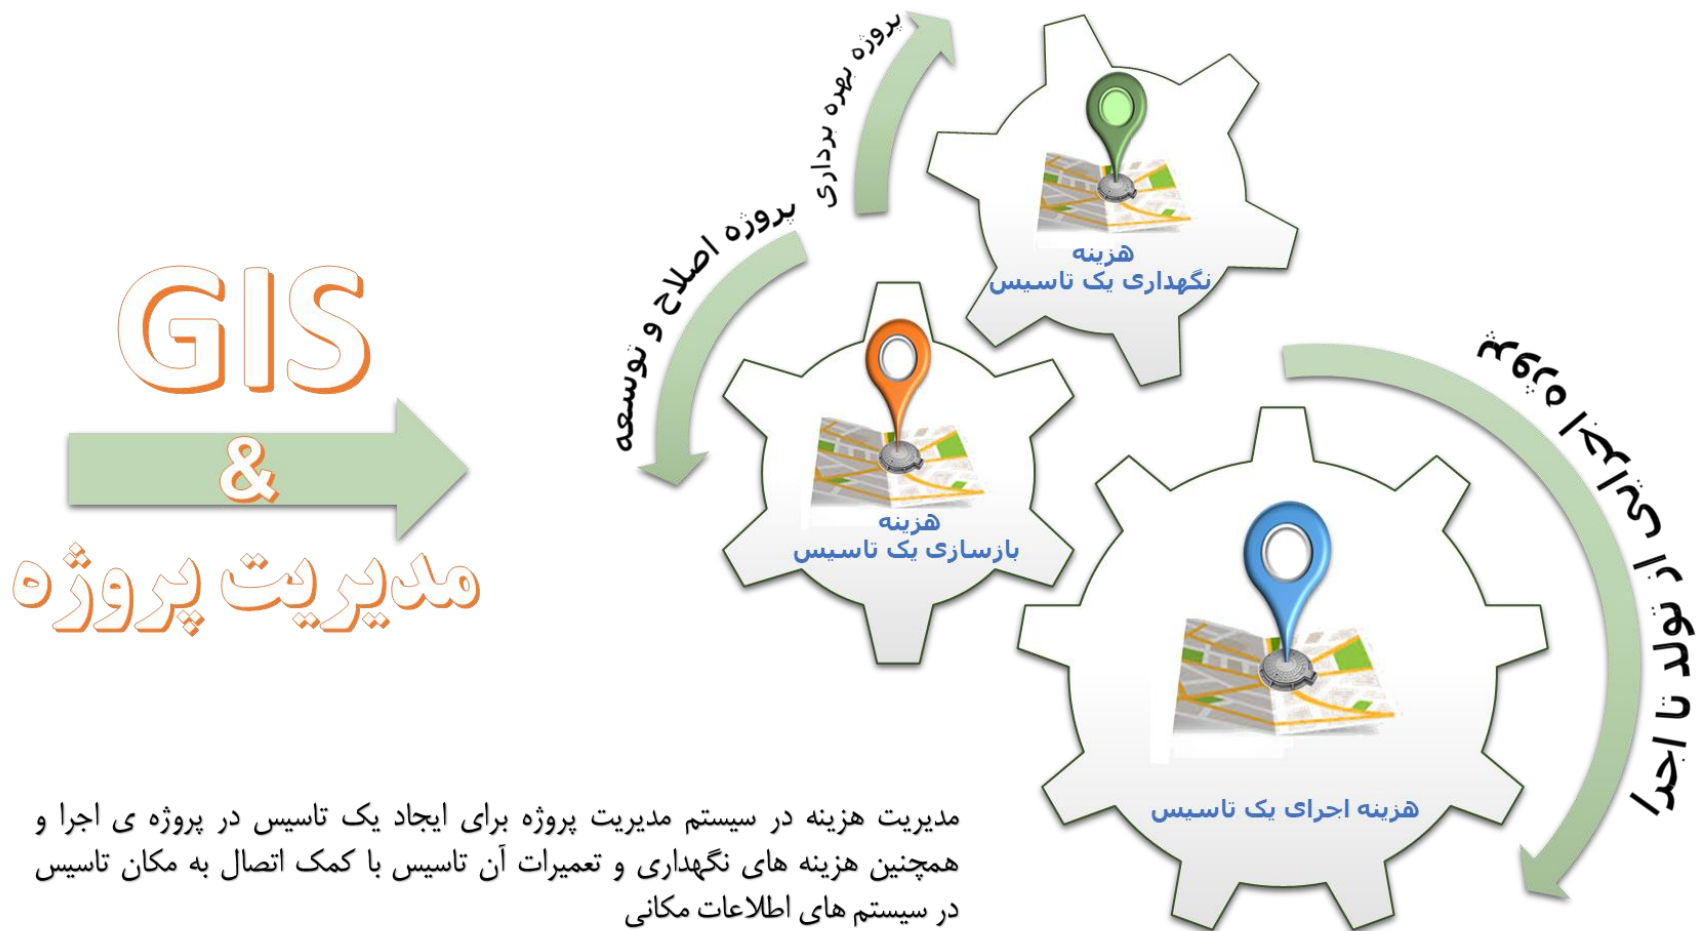 GIS
&
مدیریت پروژه
پروژه بهره برداری
هزینه
نگهداری یک تاسیس
پروژه اصلاح و توسعه
هزینه
بازسازی یک تاسیس
پروژه اجرایی از تولد تا اجرا
هزینه اجرای یک تاسیس
مدیریت هزینه در سیستم مدیریت پروژه برای ایجاد یک تاسیس در پروژه ی اجرا و
همچنین هزینه های نگهداری و تعمیرات آن تاسیس با کمک اتصال به مکان تاسیس
در سیستم های اطلاعات مکانی